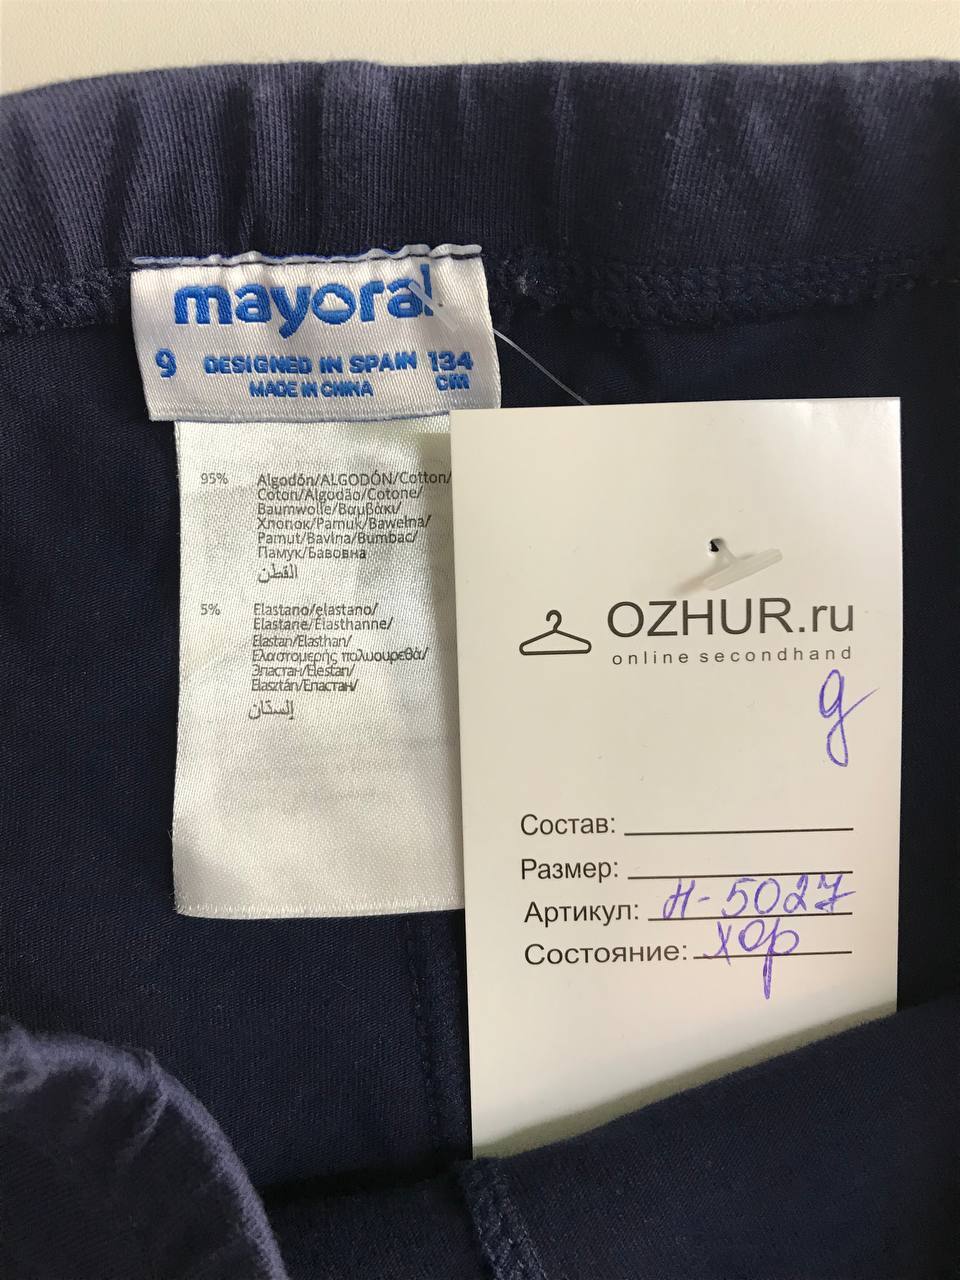 mayoral
9 DESIGNED IN SPAIN 134
MADE IN CHINA cm
95% Algodón/ALGODÓN/Cotton/
Coton/Algodão/Cotone/
Baumwolle/Βαμβάκι/
Хлопок/Pamuk/Bawełna/
Pamut/Bavlna/Bumbac/
Памук/Бавовна
القطن
5% Elastano/elastano/
Elastane/Élasthanne/
Elastan/Elasthan/
Ελαστομερής πολυουρεθά/
Эластан/Elestan/
Elasztán/Еластан/
إلستان
OZHUR.ru
online secondhand
g
Состав:
Размер:
Артикул: Н-5027
Состояние: хор